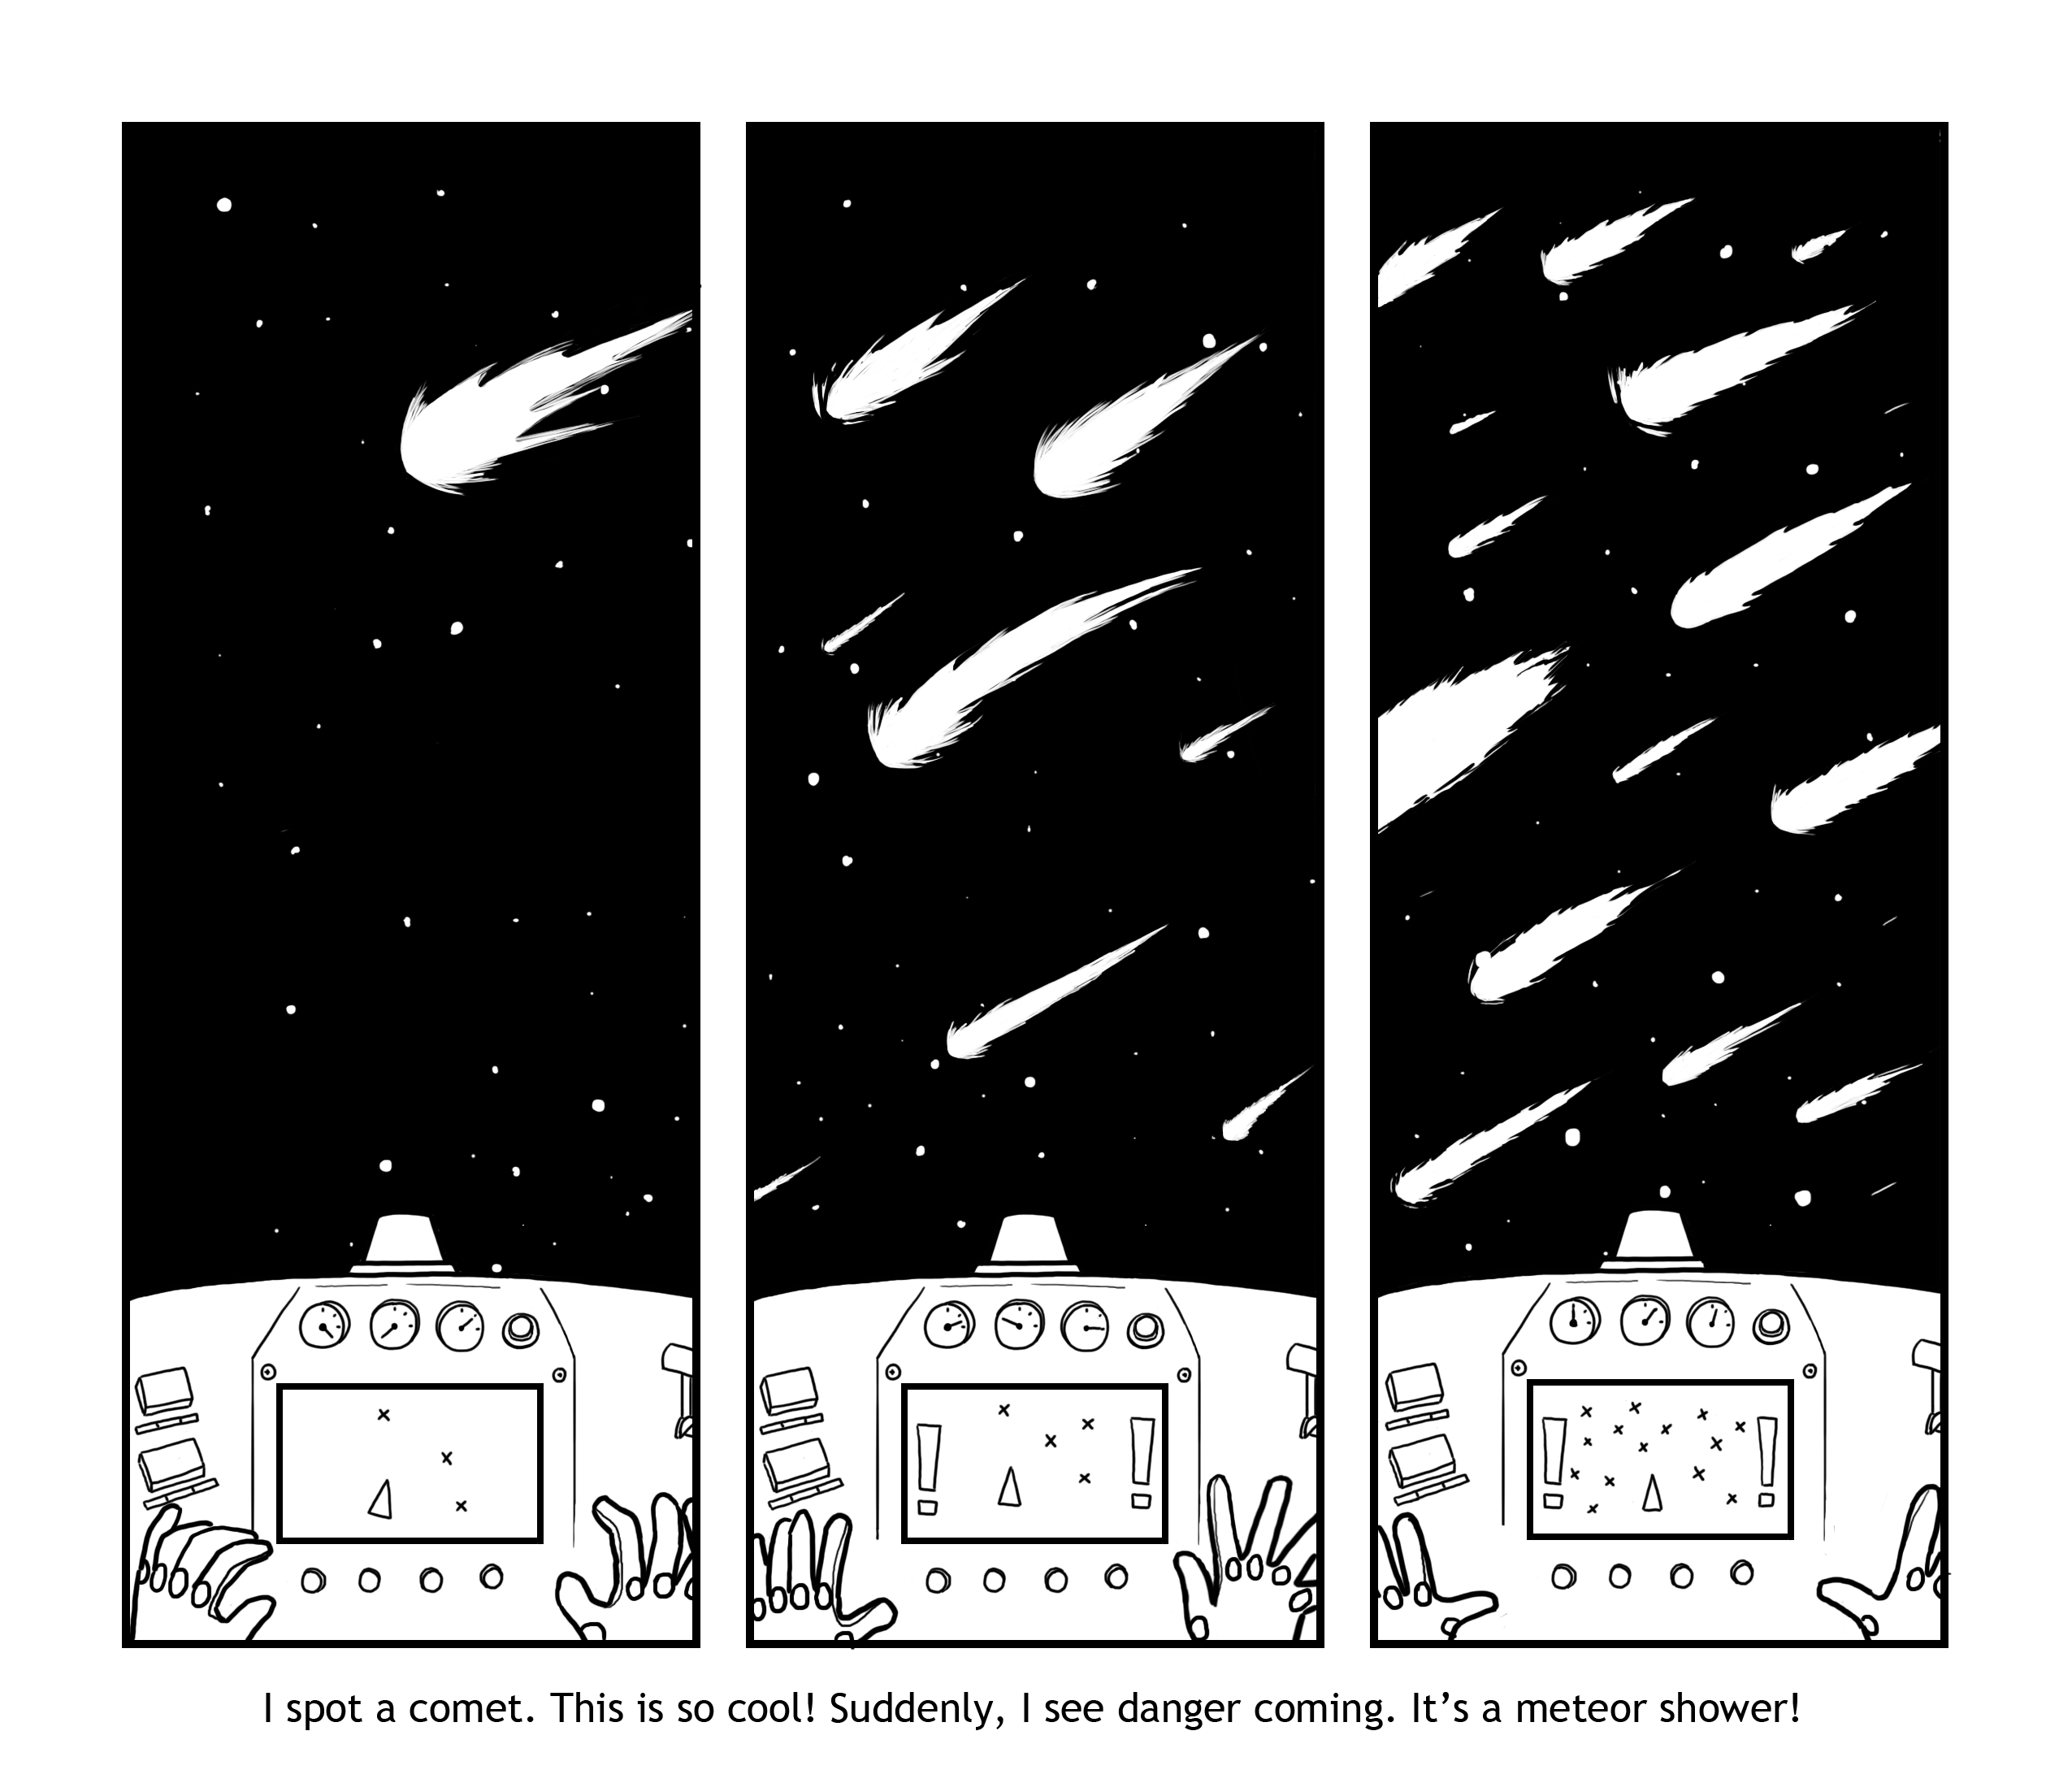 I spot a comet. This is so cool! Suddenly, I see danger coming. It’s a meteor shower!